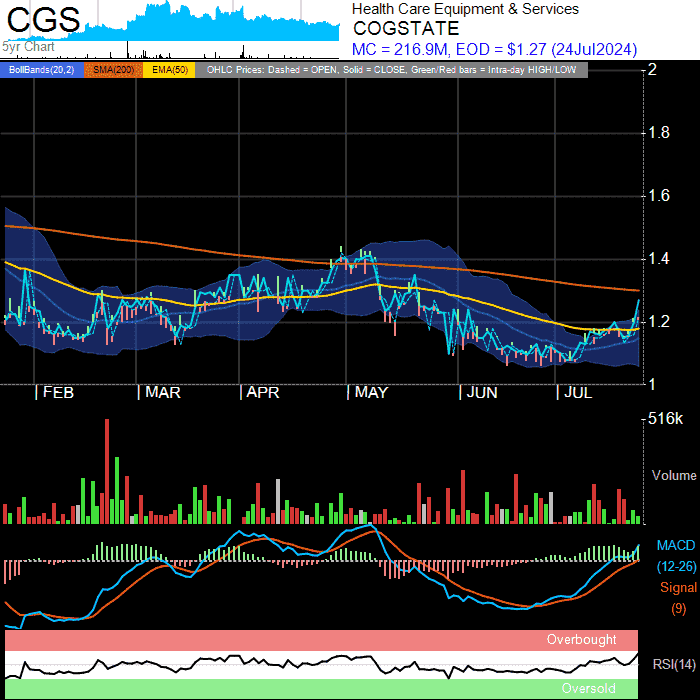 CGS
5yr Chart
Health Care Equipment & Services
COGSTATE
MC = 216.9M, EOD = $1.27 (24Jul2024)
BollBands(20,2) SMA(200) EMA(50) OHLC Prices: Dashed = OPEN, Solid = CLOSE, Green/Red bars = Intra-day HIGH/LOW
2
1.8
1.6
1.4
1.2
1
FEB MAR APR MAY JUN JUL
516k
Volume
MACD
(12-26)
Signal
(9)
Overbought
RSI(14)
Oversold